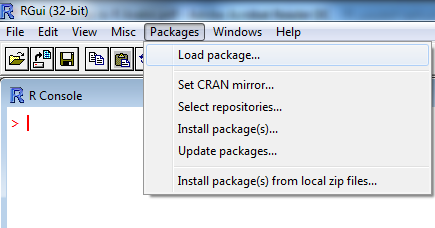 RGui (32-bit)
File Edit View Misc Packages Windows Help
Load package...
Set CRAN mirror...
Select repositories...
Install package(s)...
Update packages...
Install package(s) from local zip files...
R Console
>